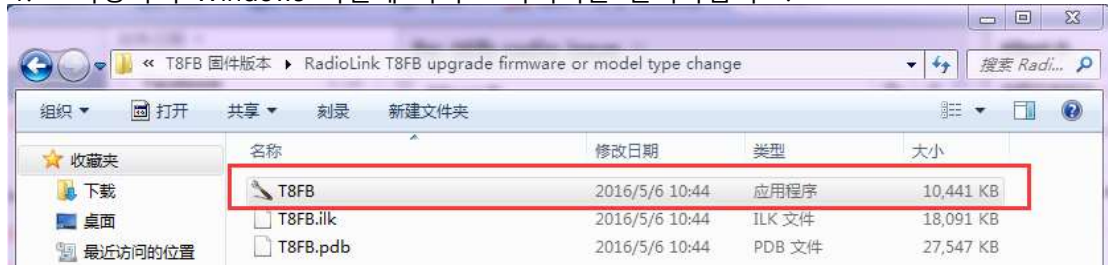 « T8FB 固件版本 ▸ RadioLink T8FB upgrade firmware or model type change 搜索 Radi...
组织 打开 共享 刻录 新建文件夹
收藏夹 名称 修改日期 类型 大小
下载 T8FB 2016/5/6 10:44 应用程序 10,441 KB
桌面 T8FB.ilk 2016/5/6 10:44 ILK 文件 18,091 KB
最近访问的位置 T8FB.pdb 2016/5/6 10:44 PDB 文件 27,547 KB